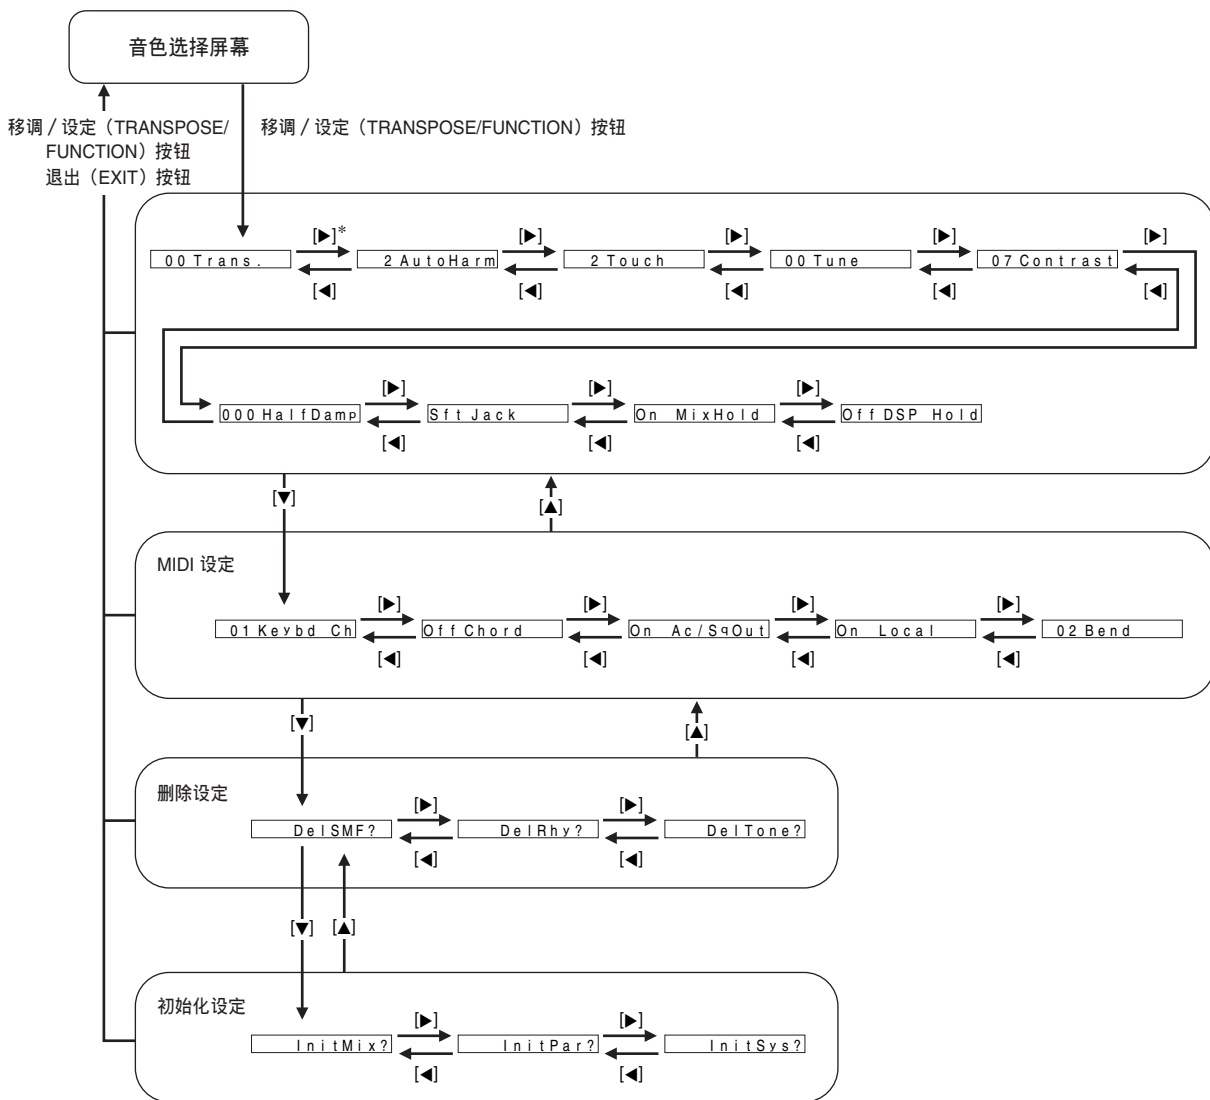 音色选择屏幕
移调 / 设定（TRANSPOSE/
FUNCTION）按钮
退出（EXIT）按钮
移调 / 设定（TRANSPOSE/FUNCTION）按钮
[▶]* [▶] [▶] [▶] [▶]
00 Trans. 2 AutoHarm 2 Touch 00 Tune 07 Contrast
[◀] [◀] [◀] [◀] [◀]
[▶] [▶] [▶]
000 HalfDamp Sft Jack On MixHold Off DSP Hold
[◀] [◀] [◀]
[▼] [▲]
MIDI 设定
[▶] [▶] [▶] [▶]
01 Keybd Ch Off Chord On Ac/SqOut On Local 02 Bend
[◀] [◀] [◀] [◀]
[▼] [▲]
删除设定
[▶] [▶]
DelSMF? DelRhy? DelTone?
[◀] [◀]
[▼] [▲]
初始化设定
[▶] [▶]
InitMix? InitPar? InitSys?
[◀] [◀]